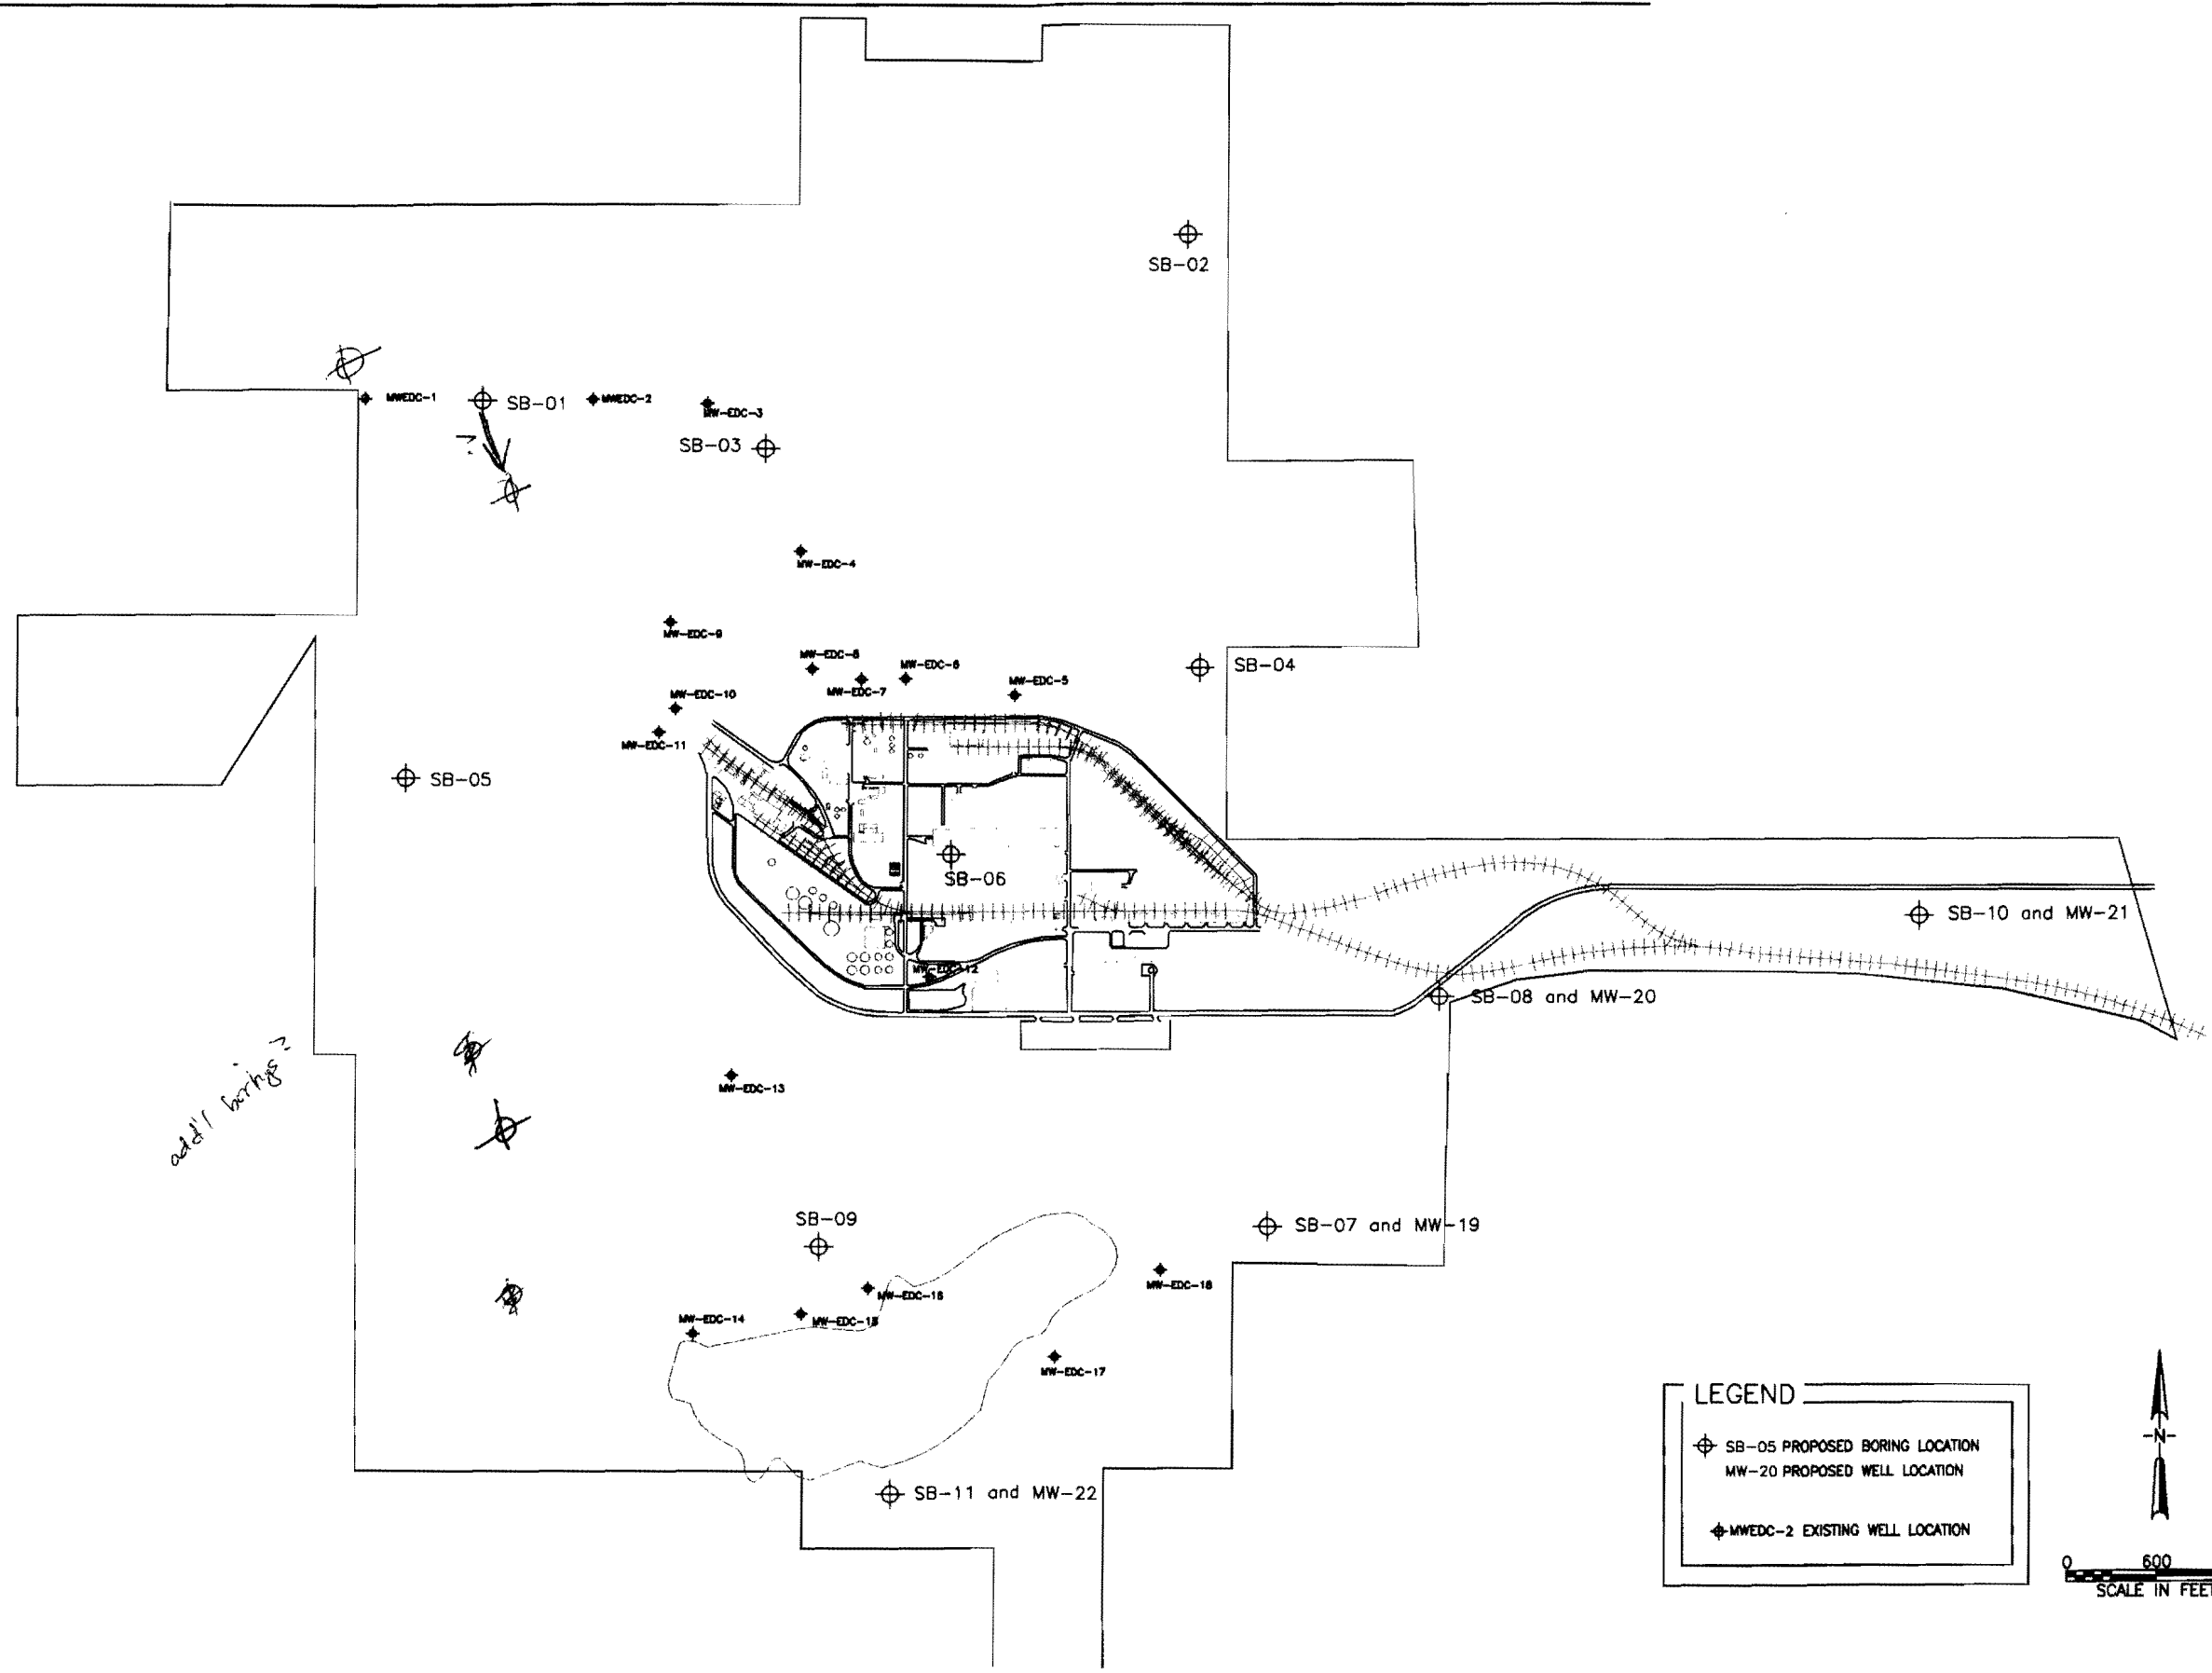 SB-02
MWEDC-1
SB-01
MWEDC-2
MW-EDC-3
SB-03
?
MW-EDC-4
MW-EDC-9
MW-EDC-8
MW-EDC-6
SB-04
MW-EDC-7
MW-EDC-5
MW-EDC-10
MW-EDC-11
SB-05
SB-06
SB-10 and MW-21
MW-EDC-12
SB-08 and MW-20
add'l borings?
MW-EDC-13
SB-09
SB-07 and MW-19
MW-EDC-18
MW-EDC-16
MW-EDC-14
MW-EDC-15
MW-EDC-17
SB-11 and MW-22
LEGEND
SB-05 PROPOSED BORING LOCATION
MW-20 PROPOSED WELL LOCATION
MWEDC-2 EXISTING WELL LOCATION
-N-
0 600
SCALE IN FEET